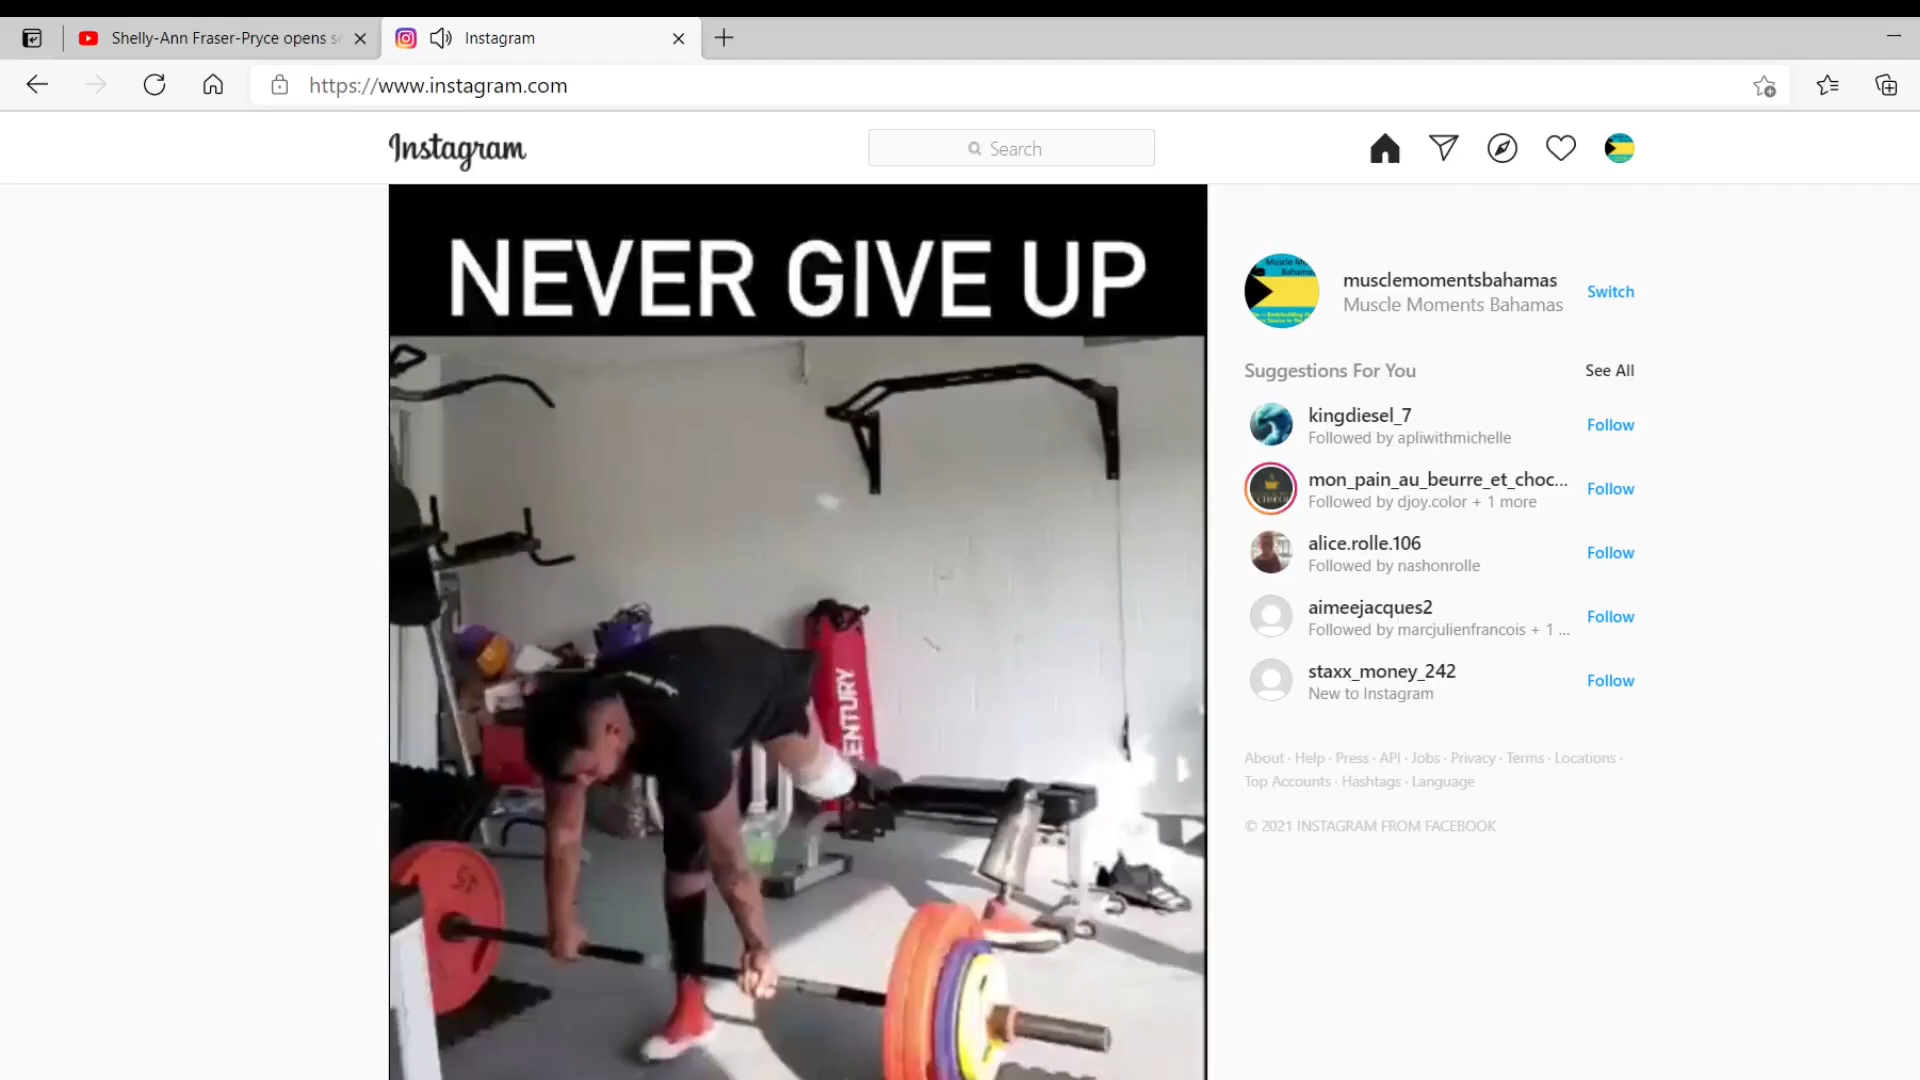 Shelly-Ann Fraser-Pryce opens s
Instagram
https://www.instagram.com
Instagram
Search
NEVER GIVE UP
musclemomentsbahamas
Muscle Moments Bahamas
Switch
Suggestions For You
See All
kingdiesel_7
Followed by apliwithmichelle
Follow
mon_pain_au_beurre_et_choc...
Followed by djoy.color + 1 more
Follow
alice.rolle.106
Followed by nashonrolle
Follow
aimeejacques2
Followed by marcjulienfrancois + 1 ...
Follow
staxx_money_242
New to Instagram
Follow
About · Help · Press · API · Jobs · Privacy · Terms · Locations ·
Top Accounts · Hashtags · Language
© 2021 INSTAGRAM FROM FACEBOOK
ENTURY